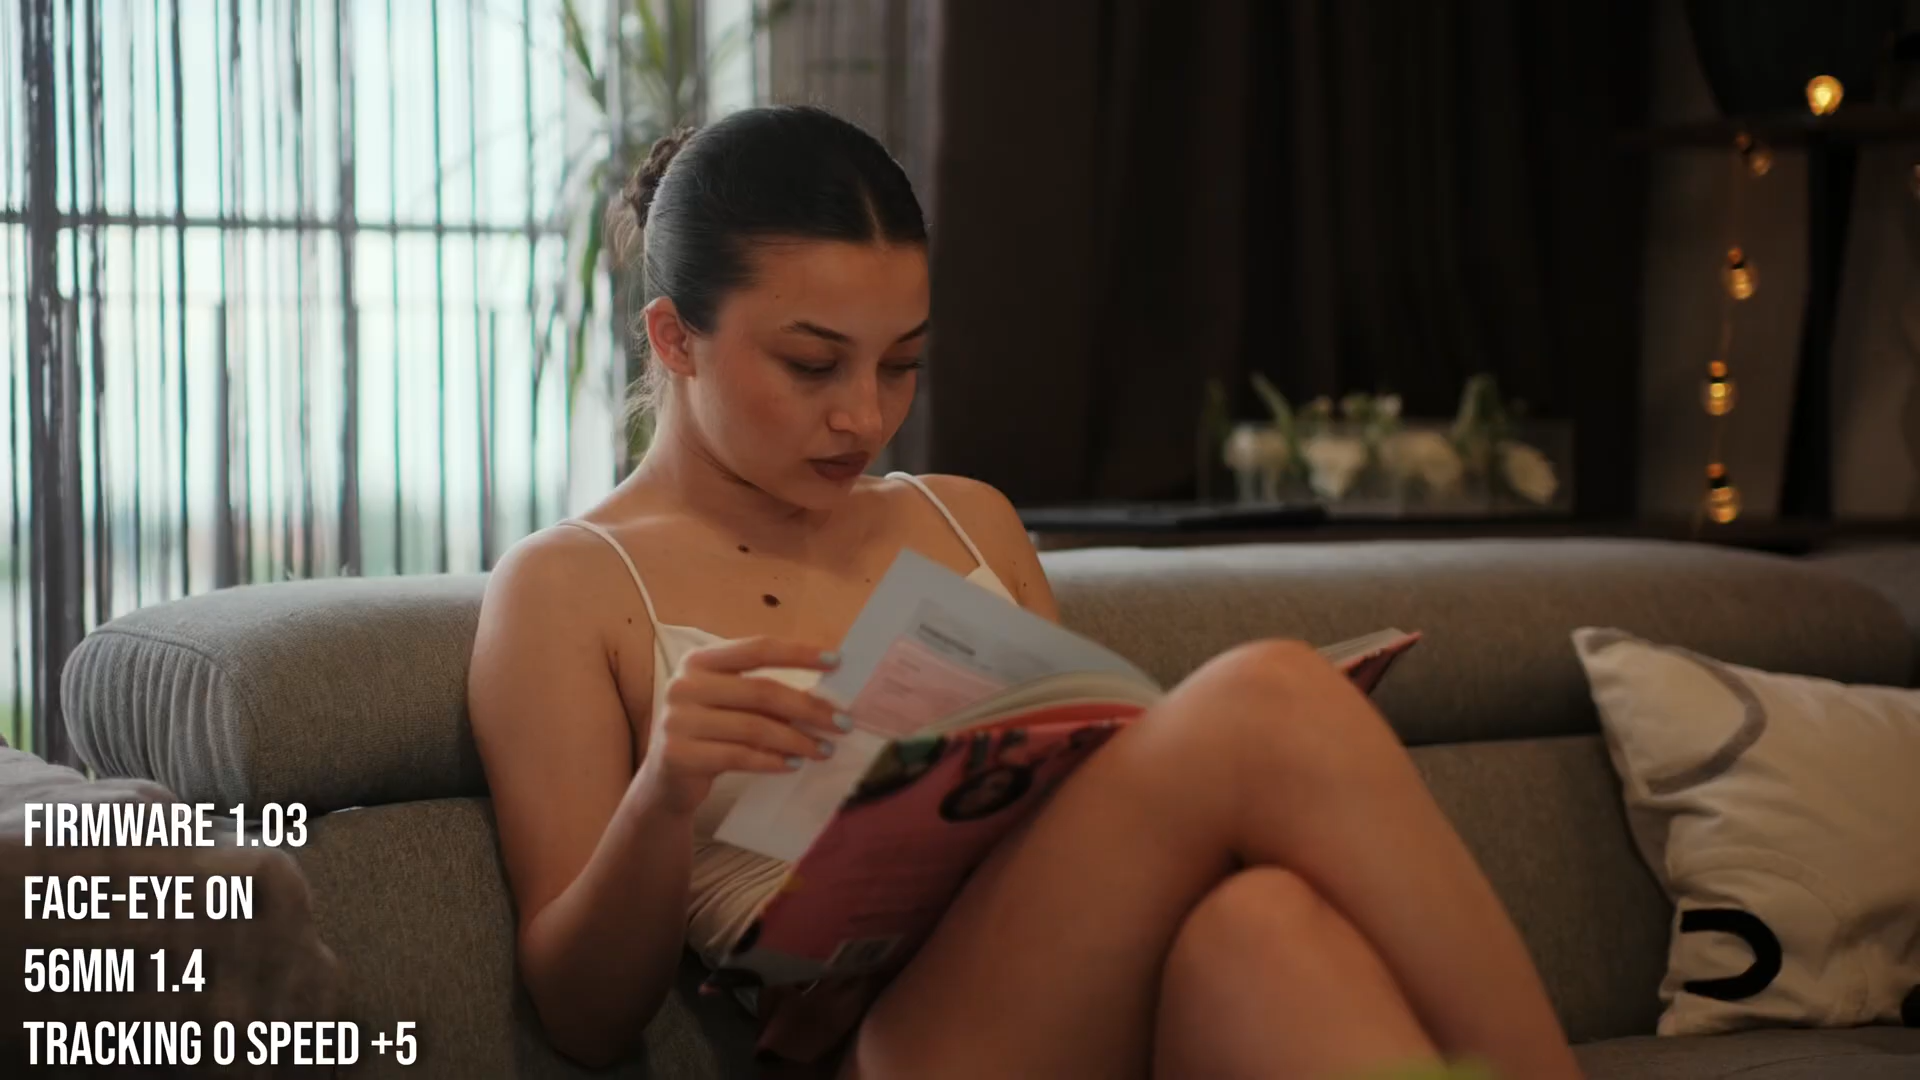 FIRMWARE 1.03
FACE-EYE ON
56MM 1.4
TRACKING 0 SPEED +5